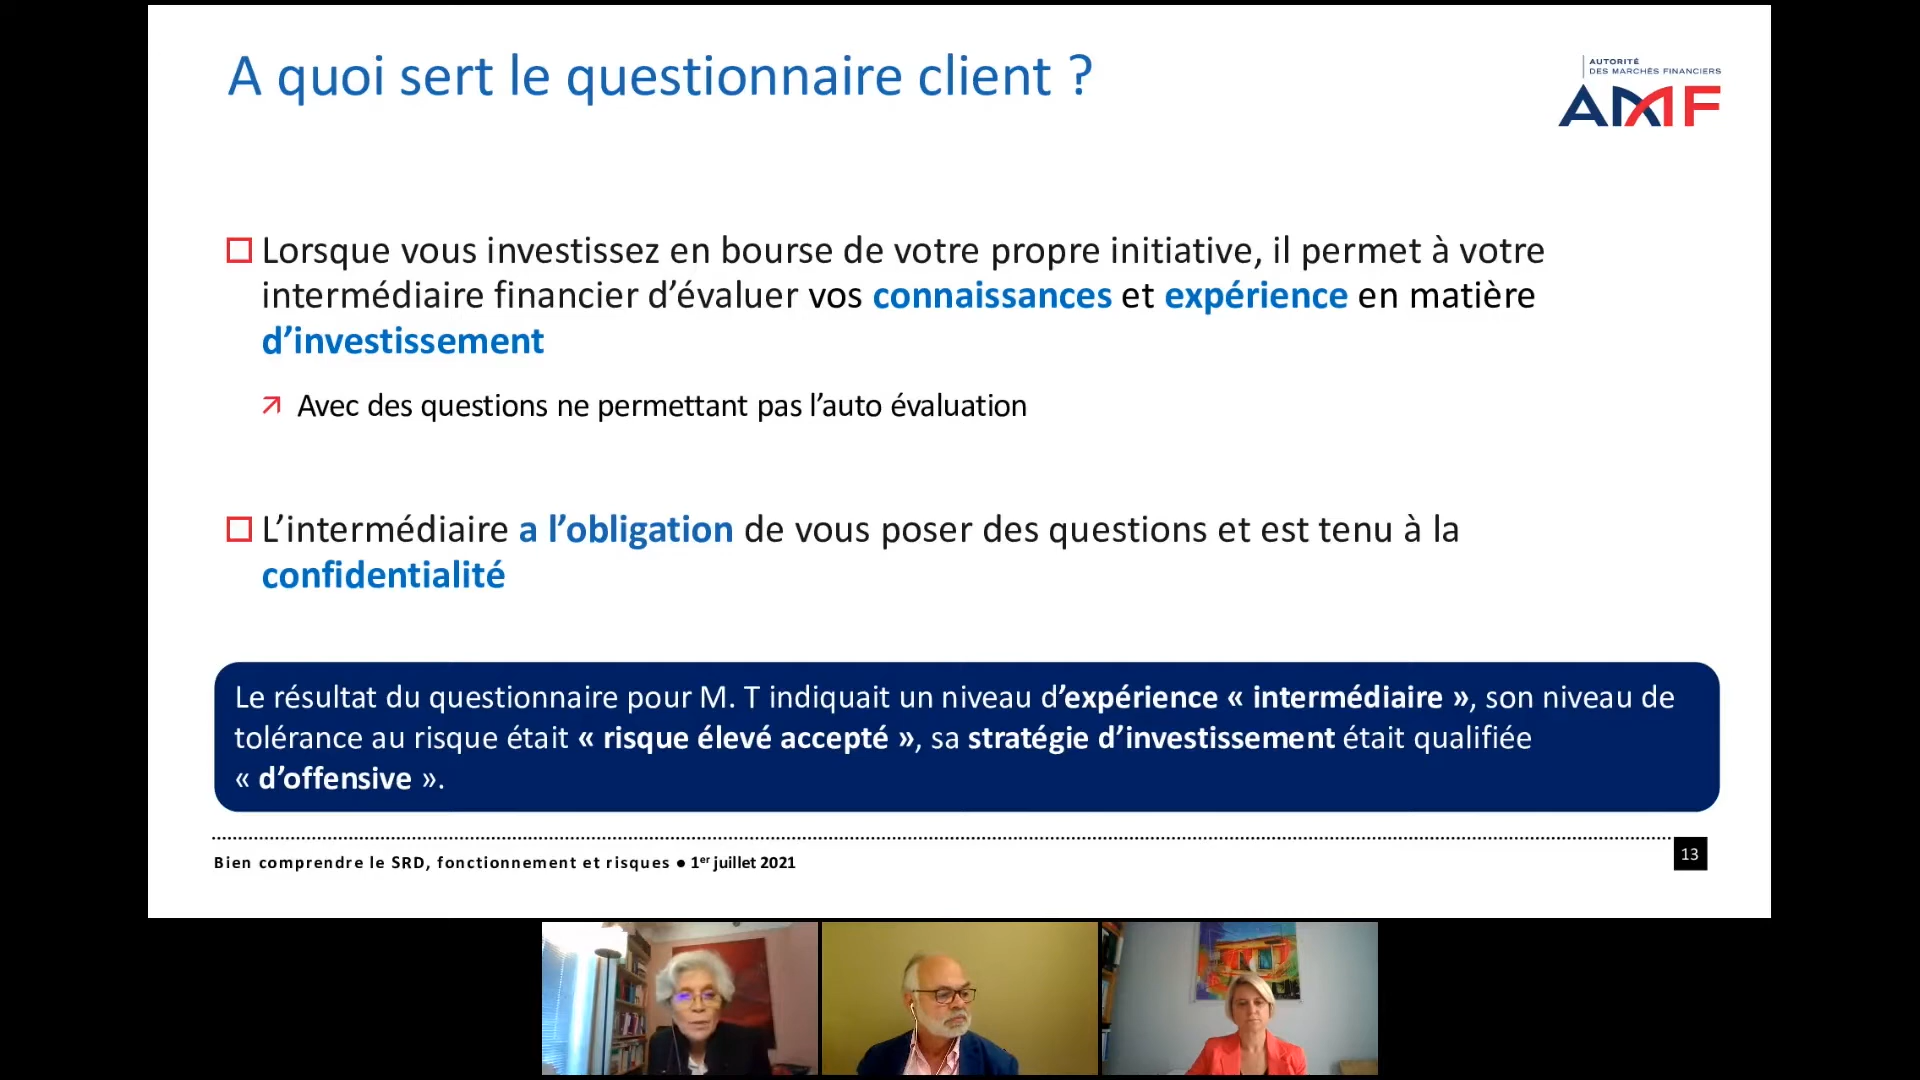 A quoi sert le questionnaire client ?
AUTORITÉ
DES MARCHÉS FINANCIERS
AMF
Lorsque vous investissez en bourse de votre propre initiative, il permet à votre
intermédiaire financier d’évaluer vos connaissances et expérience en matière
d’investissement
Avec des questions ne permettant pas l’auto évaluation
L’intermédiaire a l’obligation de vous poser des questions et est tenu à la
confidentialité
Le résultat du questionnaire pour M. T indiquait un niveau d’expérience « intermédiaire », son niveau de
tolérance au risque était « risque élevé accepté », sa stratégie d’investissement était qualifiée
« d’offensive ».
Bien comprendre le SRD, fonctionnement et risques ● 1er juillet 2021
13